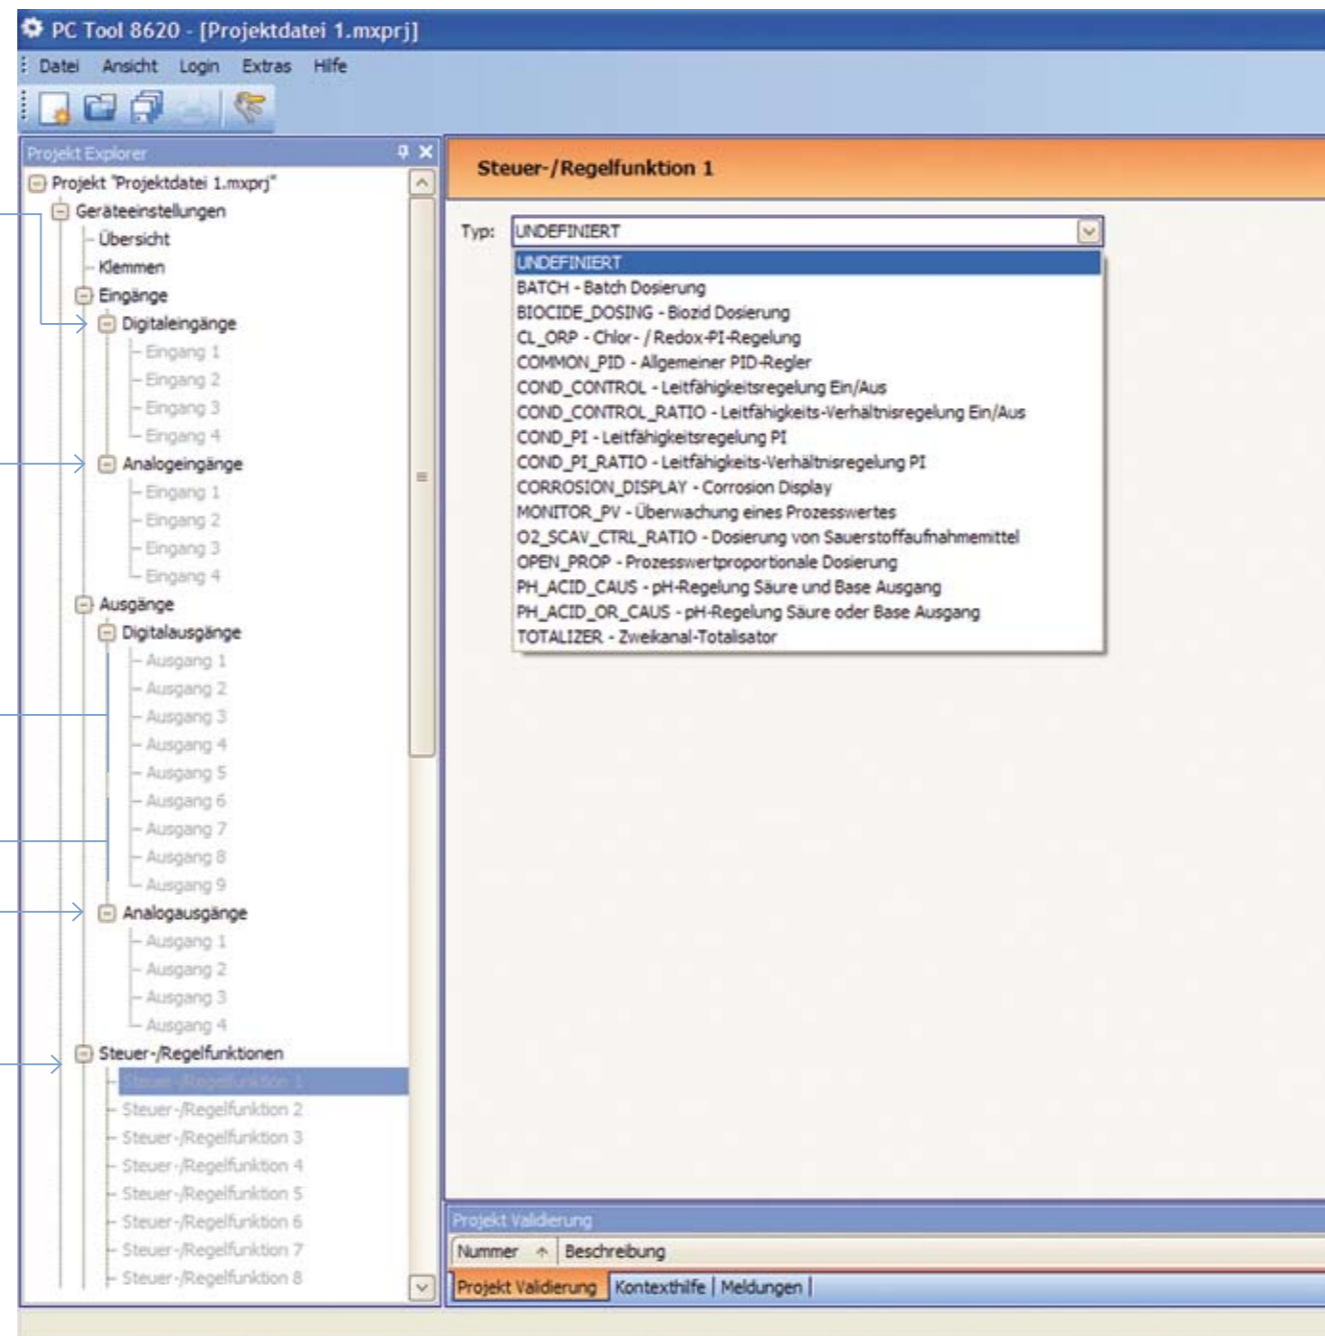 PC Tool 8620 - [Projektdatei 1.mxprj]
Datei Ansicht Login Extras Hilfe
Projekt Explorer
Projekt "Projektdatei 1.mxprj"
Geräteeinstellungen
Übersicht
Klemmen
Eingänge
Digitaleingänge
Eingang 1
Eingang 2
Eingang 3
Eingang 4
Analogeingänge
Eingang 1
Eingang 2
Eingang 3
Eingang 4
Ausgänge
Digitalausgänge
Ausgang 1
Ausgang 2
Ausgang 3
Ausgang 4
Ausgang 5
Ausgang 6
Ausgang 7
Ausgang 8
Ausgang 9
Analogausgänge
Ausgang 1
Ausgang 2
Ausgang 3
Ausgang 4
Steuer-/Regelfunktionen
Steuer-/Regelfunktion 1
Steuer-/Regelfunktion 2
Steuer-/Regelfunktion 3
Steuer-/Regelfunktion 4
Steuer-/Regelfunktion 5
Steuer-/Regelfunktion 6
Steuer-/Regelfunktion 7
Steuer-/Regelfunktion 8
Steuer-/Regelfunktion 1
Typ: UNDEFINIERT
UNDEFINIERT
BATCH - Batch Dosierung
BIOCIDE_DOSING - Biozid Dosierung
CL_ORP - Chlor- / Redox-PI-Regelung
COMMON_PID - Allgemeiner PID-Regler
COND_CONTROL - Leitfähigkeitsregelung Ein/Aus
COND_CONTROL_RATIO - Leitfähigkeits-Verhältnisregelung Ein/Aus
COND_PI - Leitfähigkeitsregelung PI
COND_PI_RATIO - Leitfähigkeits-Verhältnisregelung PI
CORROSION_DISPLAY - Corrosion Display
MONITOR_PV - Überwachung eines Prozesswertes
O2_SCAV_CTRL_RATIO - Dosierung von Sauerstoffaufnahmemittel
OPEN_PROP - Prozesswertproportionale Dosierung
PH_ACID_CAUS - pH-Regelung Säure und Base Ausgang
PH_ACID_OR_CAUS - pH-Regelung Säure oder Base Ausgang
TOTALIZER - Zweikanal-Totalisator
Projekt Validierung
Nummer Beschreibung
Projekt Validierung Kontexthilfe | Meldungen |